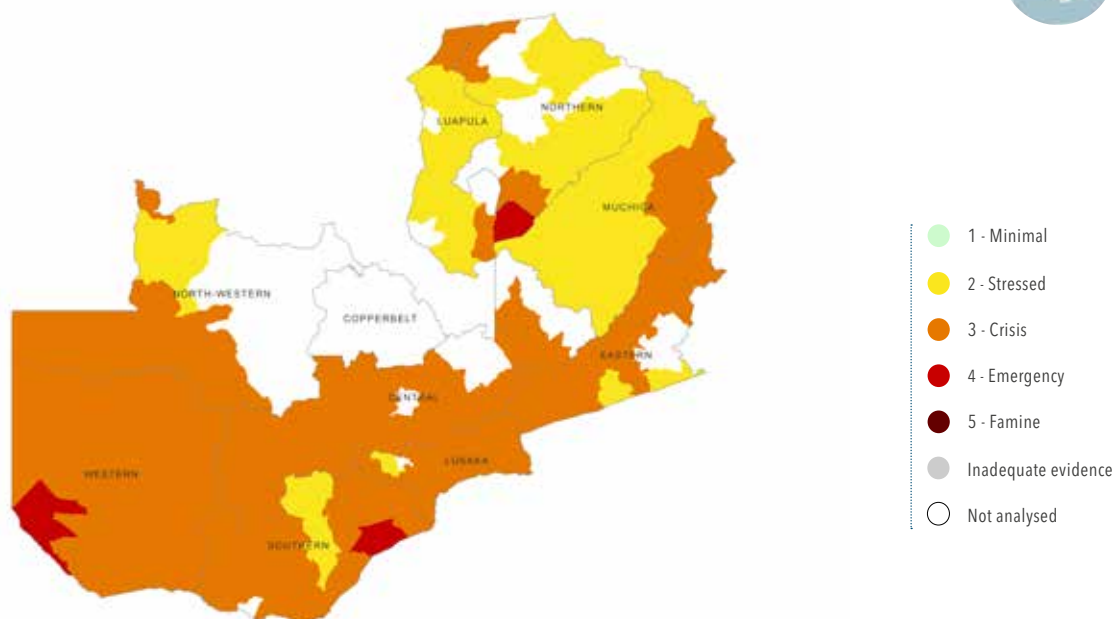 NORTHERN
LUAPULA
MUCHIGA
NORTH-WESTERN
COPPERBELT
EASTERN
CENTRAL
LUSAKA
WESTERN
SOUTHERN
1 - Minimal
2 - Stressed
3 - Crisis
4 - Emergency
5 - Famine
Inadequate evidence
Not analysed